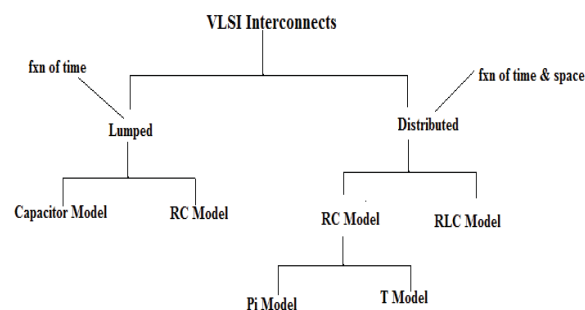 VLSI Interconnects
fxn of time
fxn of time & space
Lumped
Distributed
Capacitor Model
RC Model
RC Model
RLC Model
Pi Model
T Model